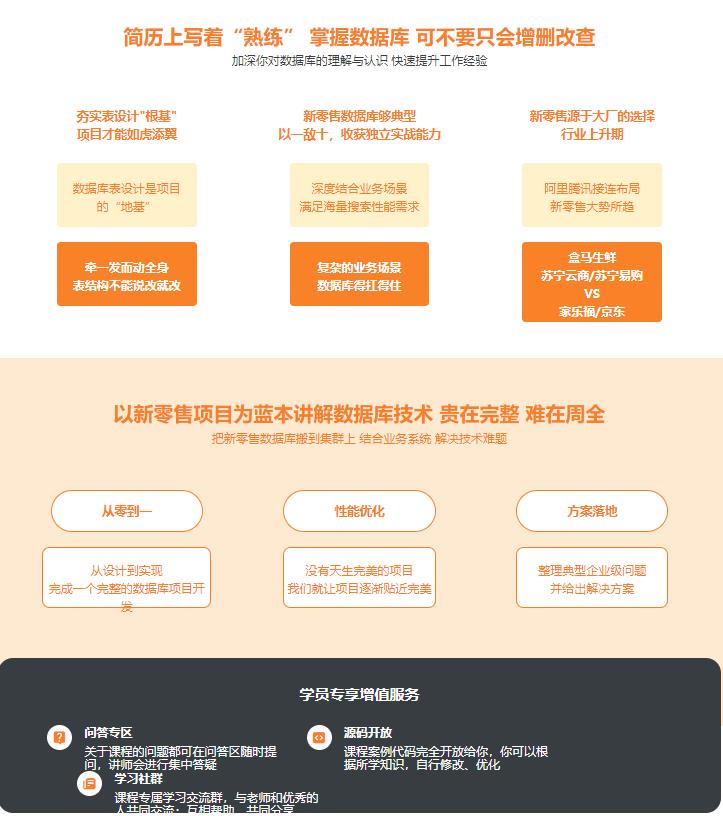 简历上写着“熟练” 掌握数据库 可不要只会增删改查
加深你对数据库的理解与认识 快速提升工作经验
夯实表设计"根基"
项目才能如虎添翼
数据库表设计是项目
的“地基”
牵一发而动全身
表结构不能说改就改
新零售数据库够典型
以一敌十，收获独立实战能力
深度结合业务场景
满足海量搜索性能需求
复杂的业务场景
数据库得扛得住
新零售源于大厂的选择
行业上升期
阿里腾讯接连布局
新零售大势所趋
盒马生鲜
苏宁云商/苏宁易购
VS
家乐福/京东
以新零售项目为蓝本讲解数据库技术 贵在完整 难在周全
把新零售数据库搬到集群上 结合业务系统 解决技术难题
从零到一
从设计到实现
完成一个完整的数据库项目开
发
性能优化
没有天生完美的项目
我们就让项目逐渐贴近完美
方案落地
整理典型企业级问题
并给出解决方案
学员专享增值服务
问答专区
关于课程的问题都可在问答区随时提
问，讲师会进行集中答疑
源码开放
课程案例代码完全开放给你，你可以根
据所学知识，自行修改、优化
学习社群
课程专属学习交流群，与老师和优秀的
人共同交流；互相帮助，共同分享